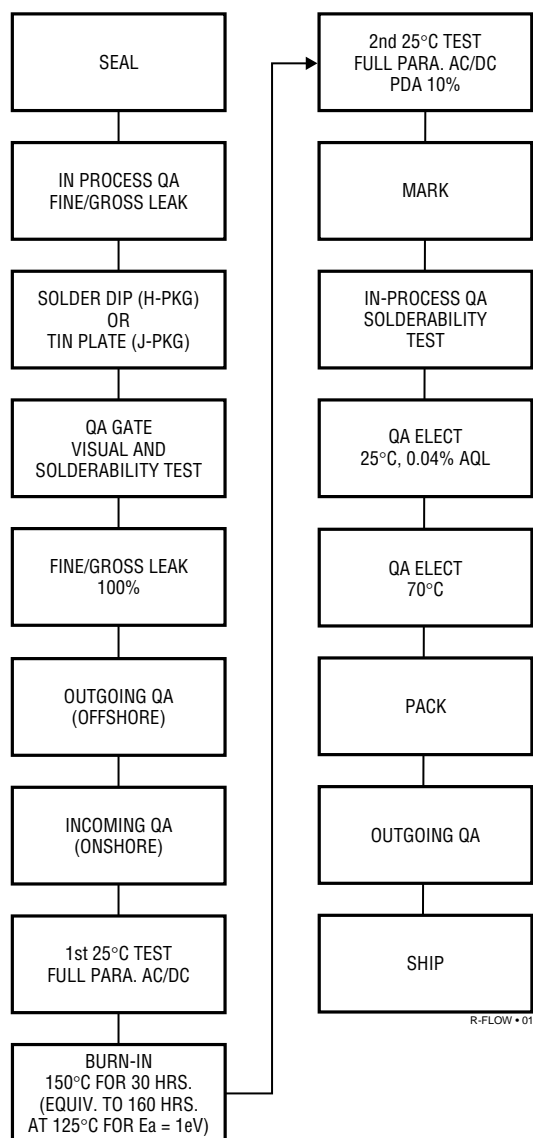 SEAL
IN PROCESS QA
FINE/GROSS LEAK
SOLDER DIP (H-PKG)
OR
TIN PLATE (J-PKG)
QA GATE
VISUAL AND
SOLDERABILITY TEST
FINE/GROSS LEAK
100%
OUTGOING QA
(OFFSHORE)
INCOMING QA
(ONSHORE)
1st 25°C TEST
FULL PARA. AC/DC
BURN-IN
150°C FOR 30 HRS.
(EQUIV. TO 160 HRS.
AT 125°C FOR Ea = 1eV)
2nd 25°C TEST
FULL PARA. AC/DC
PDA 10%
MARK
IN-PROCESS QA
SOLDERABILITY
TEST
QA ELECT
25°C, 0.04% AQL
QA ELECT
70°C
PACK
OUTGOING QA
SHIP
R-FLOW • 01